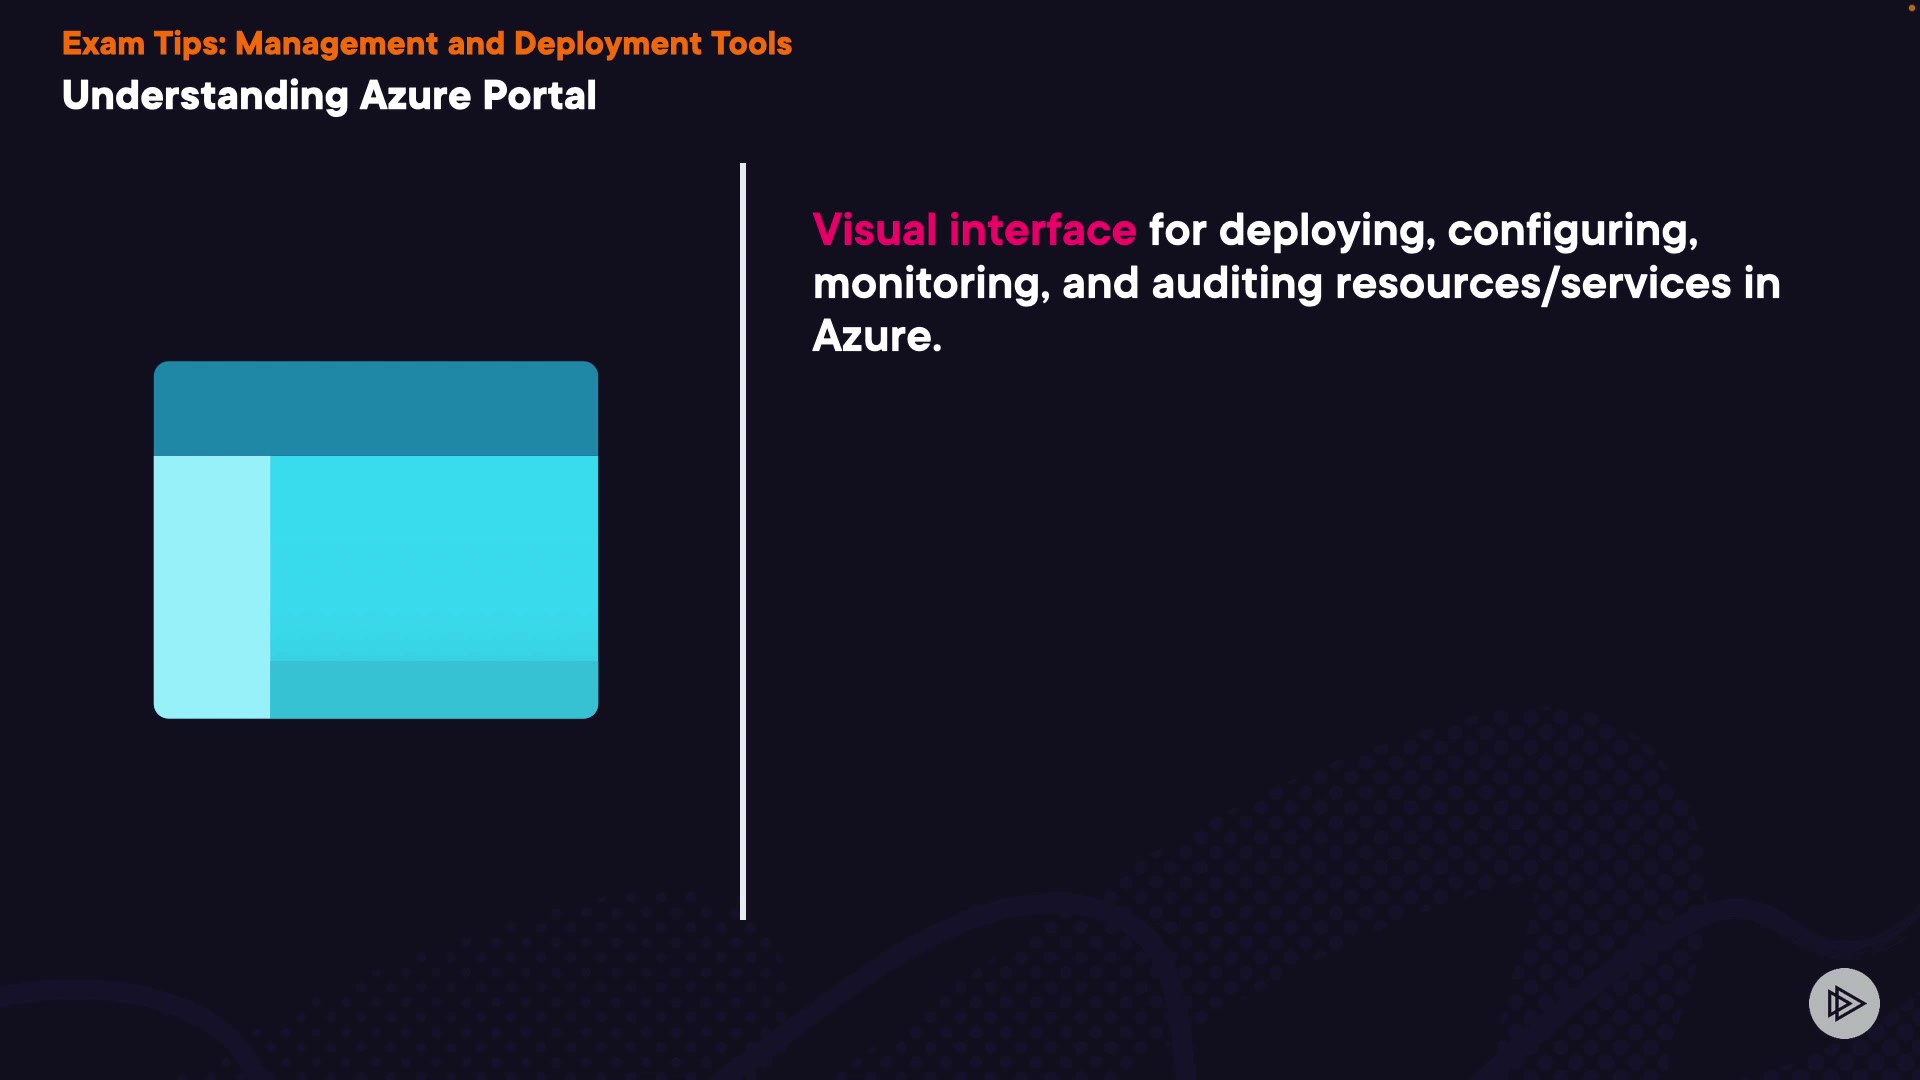 Exam Tips: Management and Deployment Tools
Understanding Azure Portal
Visual interface for deploying, configuring,
monitoring, and auditing resources/services in
Azure.